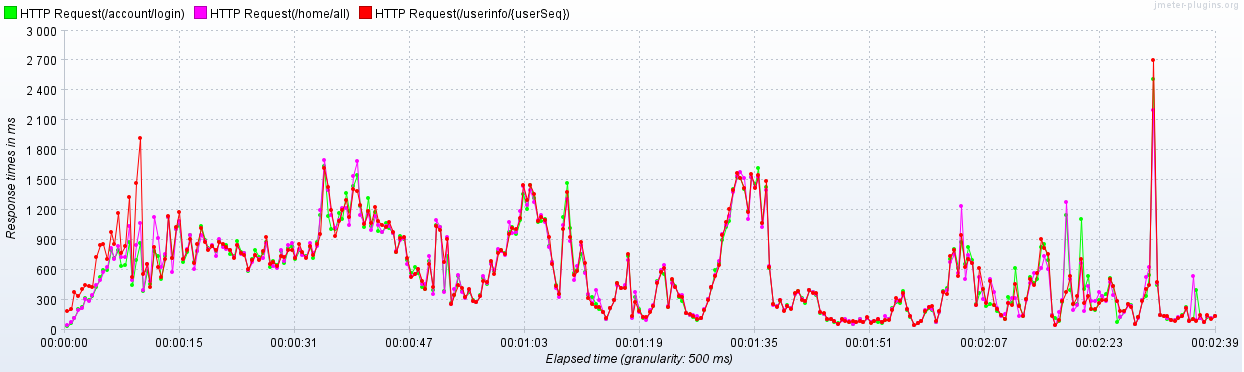 HTTP Request(/account/login) HTTP Request(/home/all) HTTP Request(/userinfo/{userSeq})
jmeter-plugins.org
3 000
2 700
2 400
2 100
1 800
1 500
1 200
900
600
300
0
Response times in ms
00:00:00 00:00:15 00:00:31 00:00:47 00:01:03 00:01:19 00:01:35 00:01:51 00:02:07 00:02:23 00:02:39
Elapsed time (granularity: 500 ms)